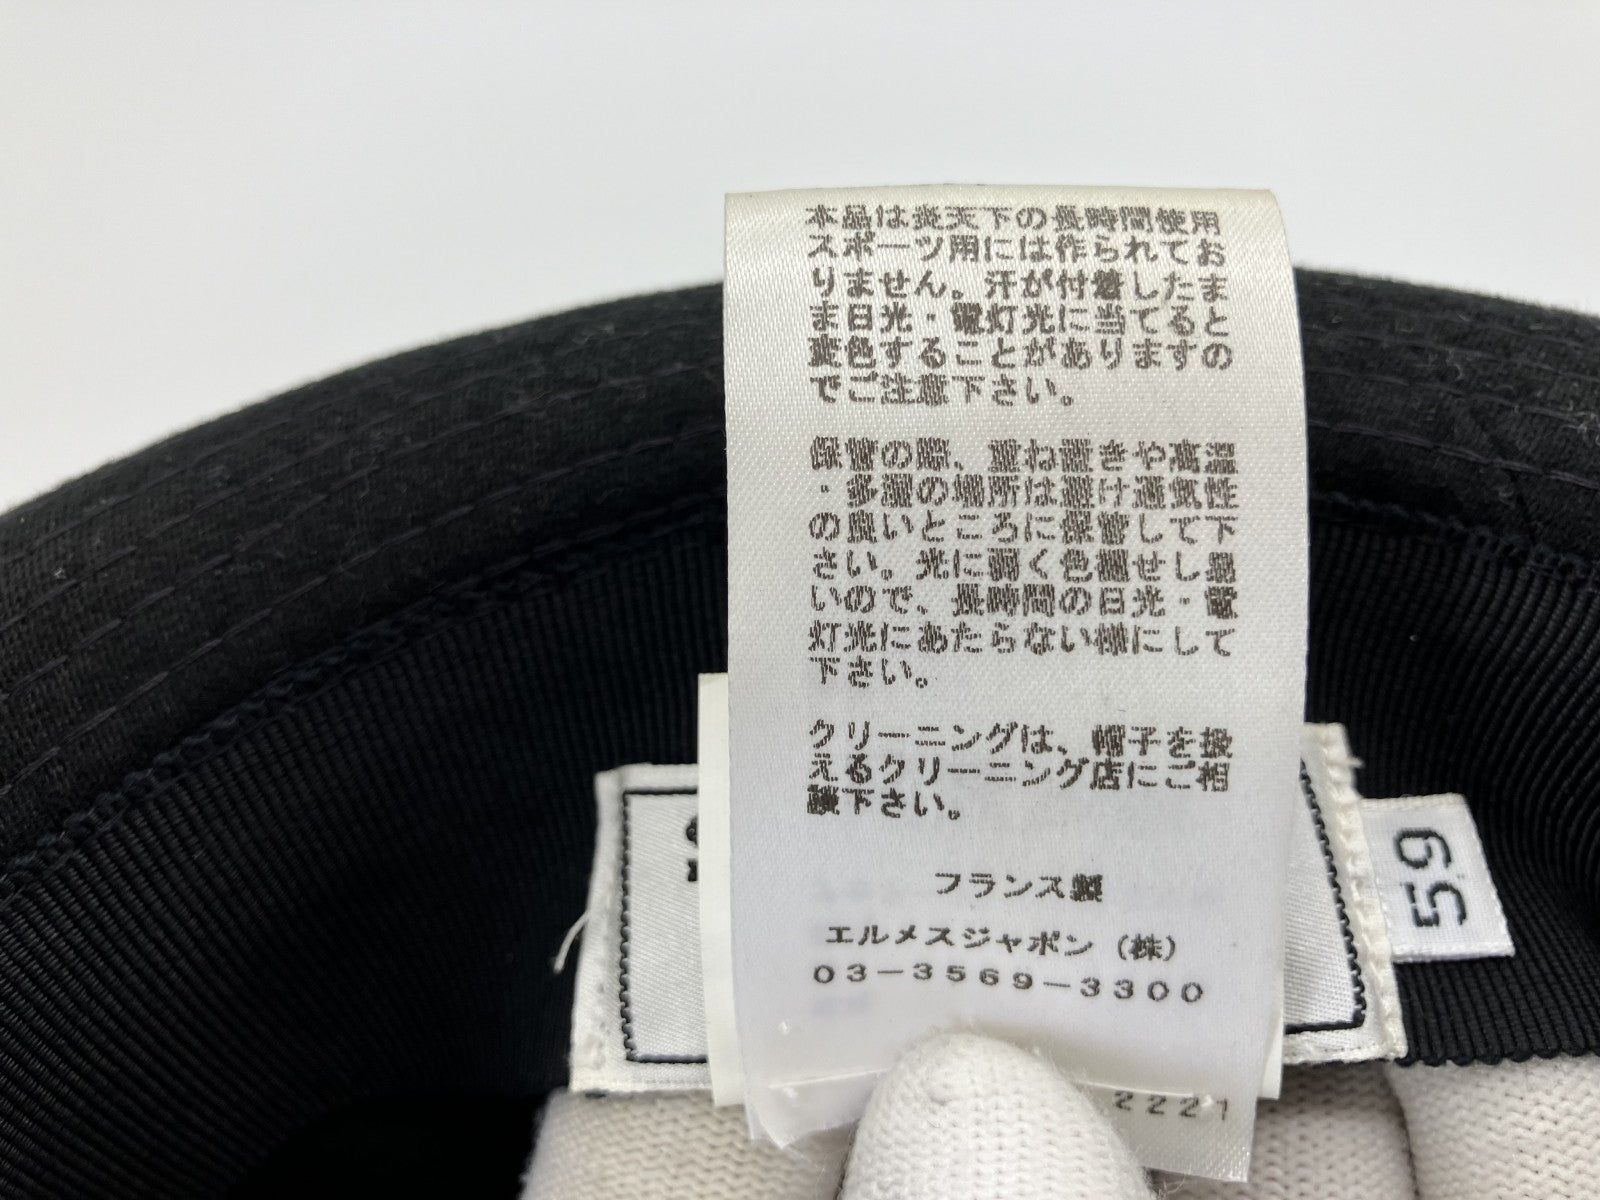 本品は炎天下の長時間使用
スポーツ用には作られてお
りません。汗が付着したま
ま日光・電灯光に当てると
変色することがありますの
でご注意下さい。
保管の際、重ね置きや高温
・多湿の場所は避け通気性
の良いところに保管して下
さい。光に弱く色褪せし易
いので、長時間の日光・電
灯光にあたらない様にして
下さい。
クリーニングは、帽子を扱
えるクリーニング店にご相
談下さい。
フランス製
エルメスジャポン（株）
03－3569－3300
2221
59